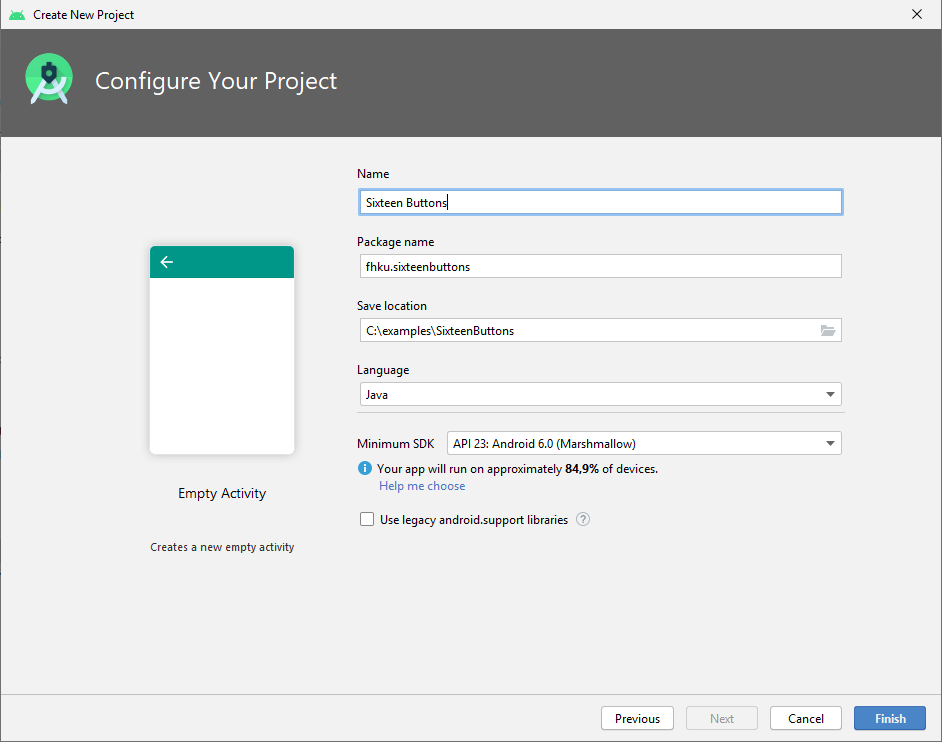 Create New Project
Configure Your Project
Name
Sixteen Buttons
Package name
fhku.sixteenbuttons
Save location
C:\examples\SixteenButtons
Language
Java
Minimum SDK API 23: Android 6.0 (Marshmallow)
Your app will run on approximately 84,9% of devices.
Help me choose
Use legacy android.support libraries ?
Empty Activity
Creates a new empty activity
Previous Next Cancel Finish